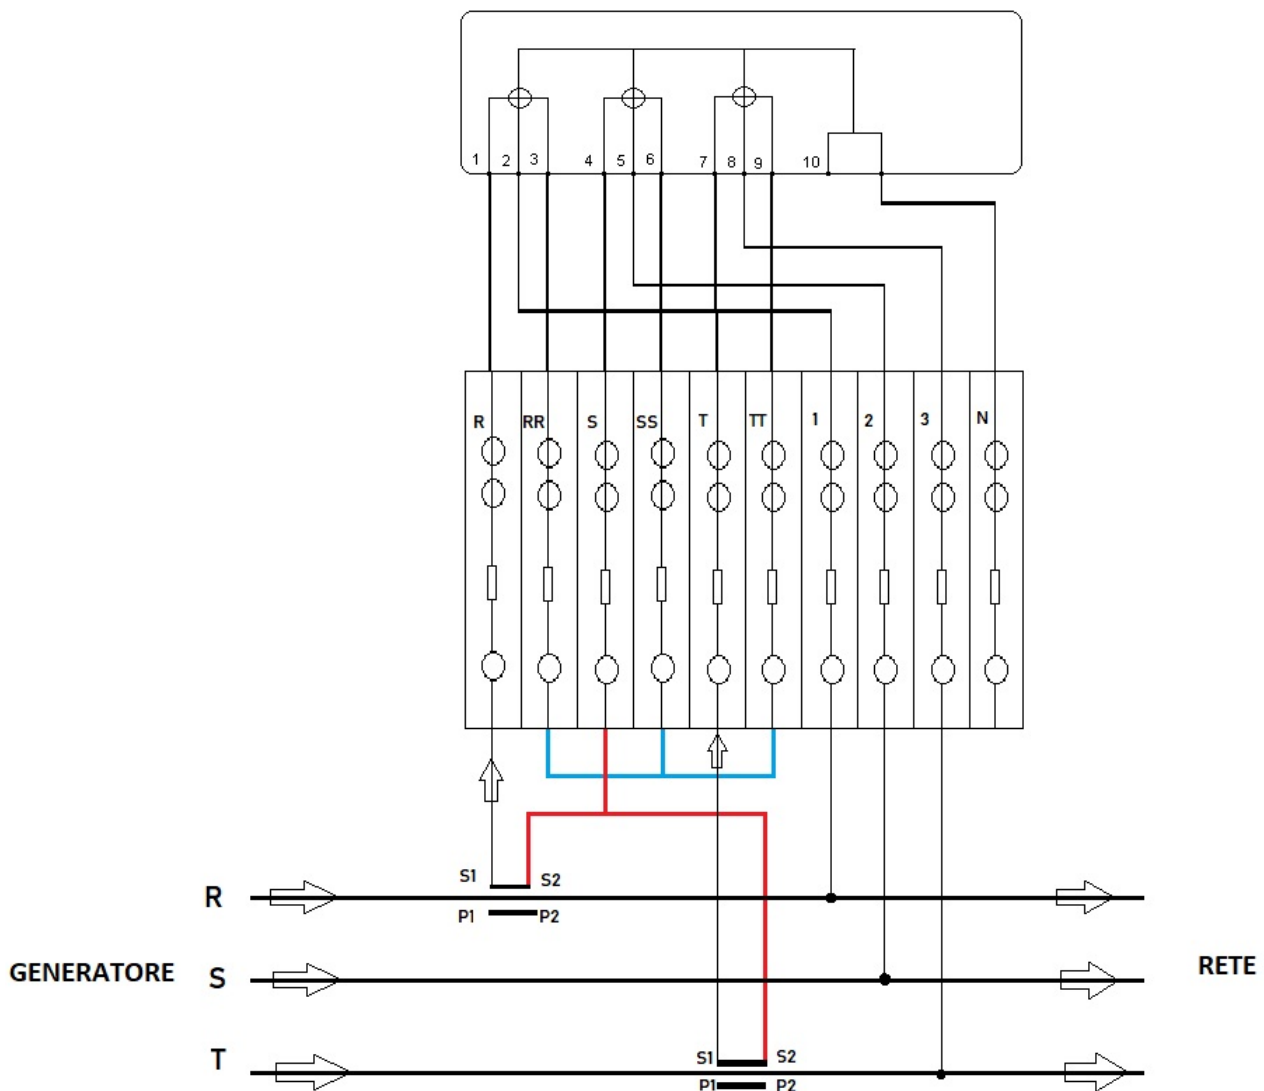 1 2 3 4 5 6 7 8 9 10
R RR S SS T TT 1 2 3 N
S1 S2
R
P1 P2
GENERATORE S RETE
S1 S2
T
P1 P2